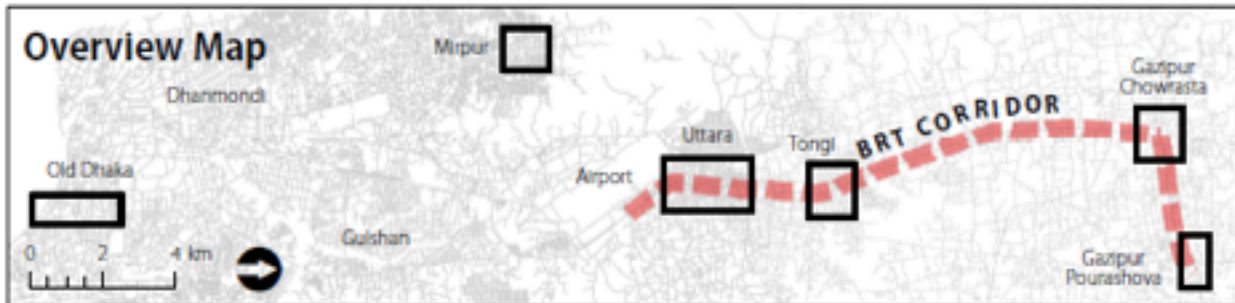 Overview Map
Mirpur
Dhanmondi
Gazipur
Chowrasta
BRT CORRIDOR
Uttara
Tongi
Old Dhaka
Airport
Gulshan
0 2 4 km
Gazipur
Pourashova